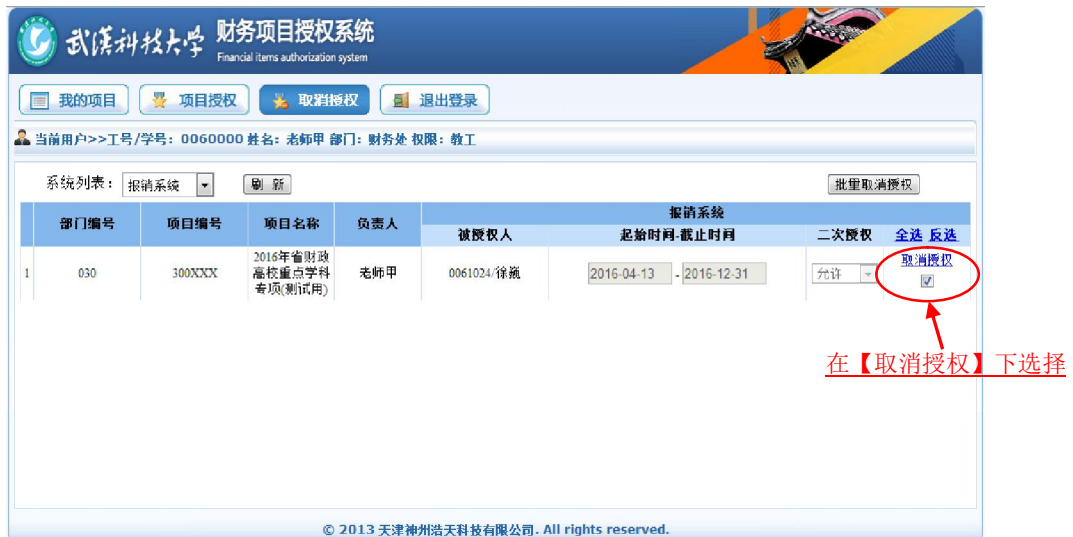 武汉科技大学 财务项目授权系统
Financial items authorization system
我的项目 项目授权 取消授权 退出登录
当前用户>>工号/学号：0060000 姓名：老师甲 部门：财务处 权限：教工
系统列表： 报销系统 刷 新 批量取消授权
部门编号 项目编号 项目名称 负责人 报销系统
被授权人 起始时间-截止时间 二次授权 全选 反选
1 030 300XXX 2016年省财政高校重点学科专项(测试用) 老师甲 0061024/徐巍 2016-04-13 - 2016-12-31 允许 取消授权
在【取消授权】下选择
© 2013 天津神州浩天科技有限公司. All rights reserved.